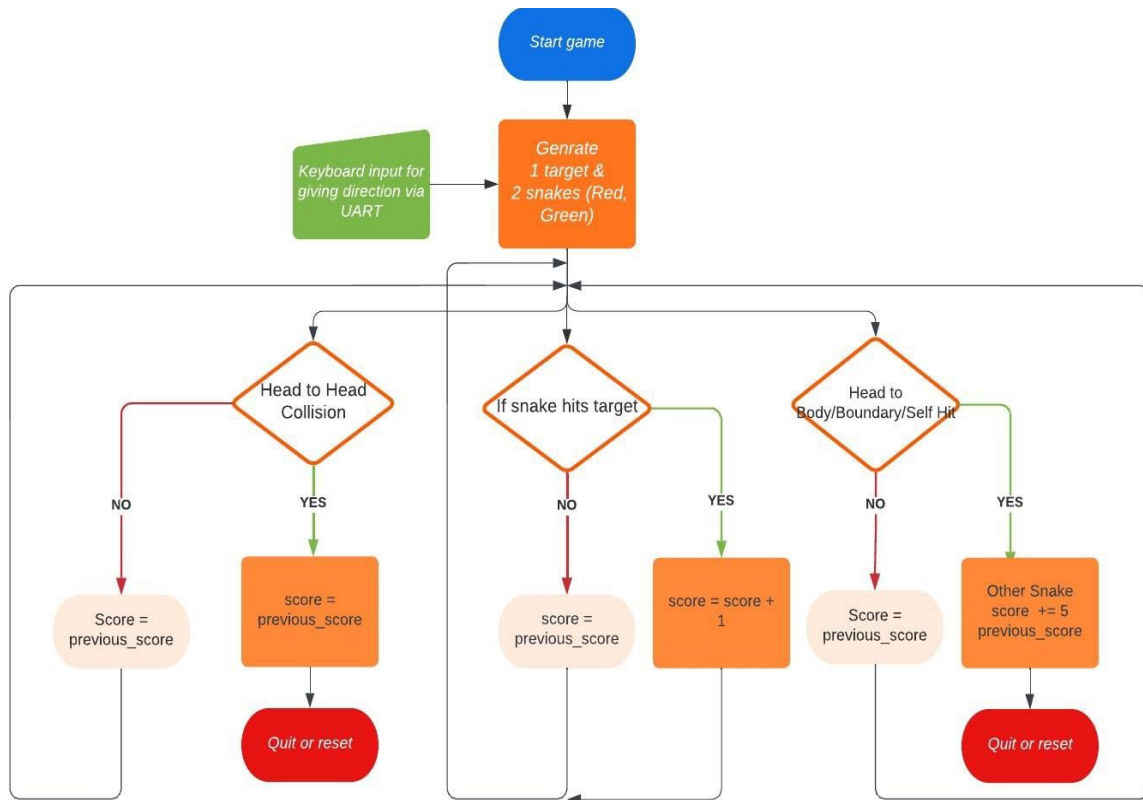 Start game
Genrate
1 target &
2 snakes (Red,
Green)
Keyboard input for
giving direction via
UART
Head to Head
Collision
If snake hits target
Head to
Body/Boundary/Self Hit
NO
YES
NO
YES
NO
YES
Score =
previous_score
score =
previous_score
score =
previous_score
score = score +
1
Score =
previous_score
Other Snake
score += 5
previous_score
Quit or reset
Quit or reset